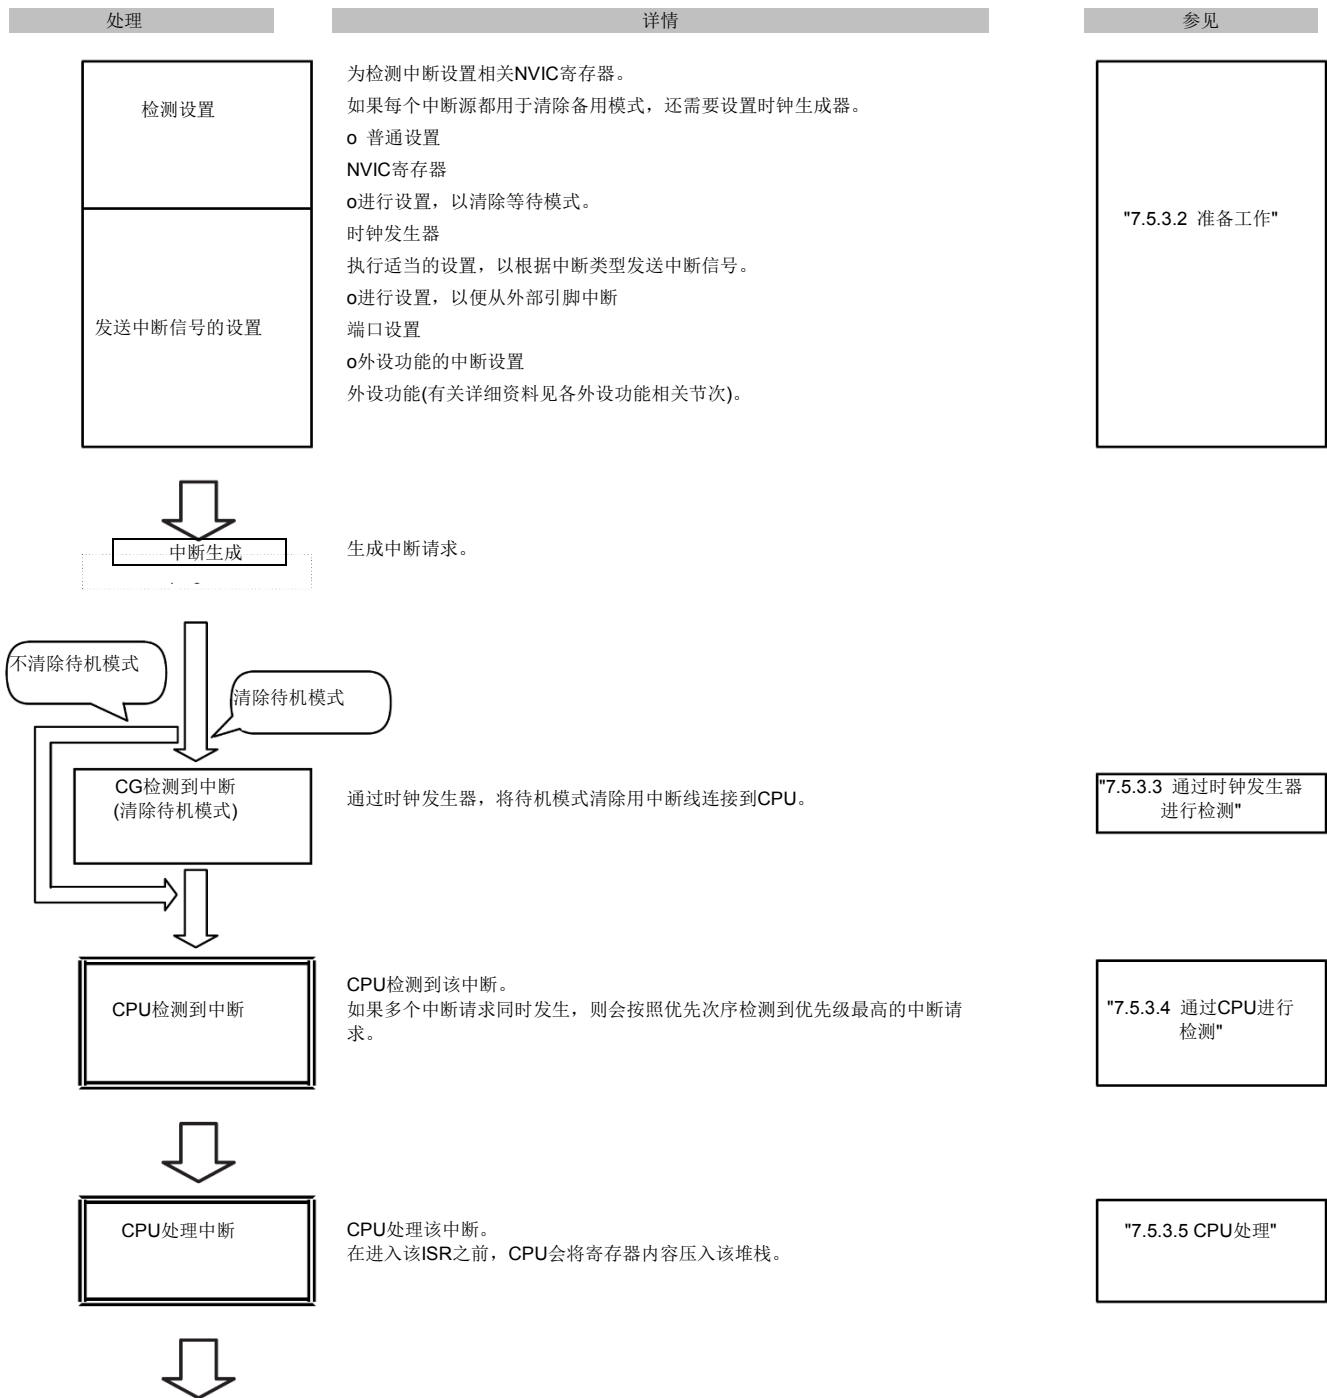 处理
详情
参见
检测设置
发送中断信号的设置
为检测中断设置相关NVIC寄存器。
如果每个中断源都用于清除备用模式，还需要设置时钟生成器。
o 普通设置
NVIC寄存器
o进行设置，以清除等待模式。
时钟发生器
执行适当的设置，以根据中断类型发送中断信号。
o进行设置，以便从外部引脚中断
端口设置
o外设功能的中断设置
外设功能(有关详细资料见各外设功能相关节次)。
"7.5.3.2 准备工作"
中断生成
生成中断请求。
不清除待机模式
清除待机模式
CG检测到中断
(清除待机模式)
通过时钟发生器，将待机模式清除用中断线连接到CPU。
"7.5.3.3 通过时钟发生器
进行检测"
CPU检测到中断
CPU检测到该中断。
如果多个中断请求同时发生，则会按照优先次序检测到优先级最高的中断请
求。
"7.5.3.4 通过CPU进行
检测"
CPU处理中断
CPU处理该中断。
在进入该ISR之前，CPU会将寄存器内容压入该堆栈。
"7.5.3.5 CPU处理"